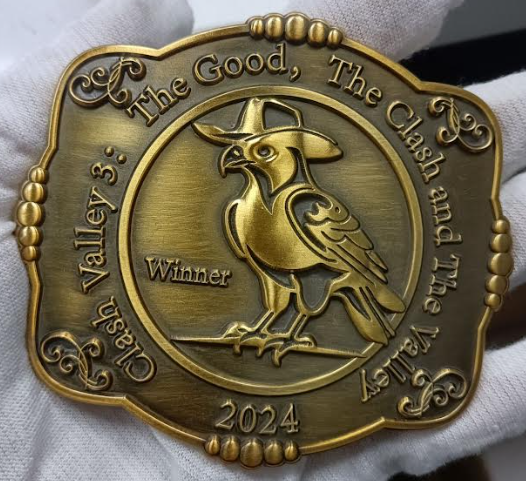 Clash Valley 3: The Good, The Clash and The Valley
Winner
2024